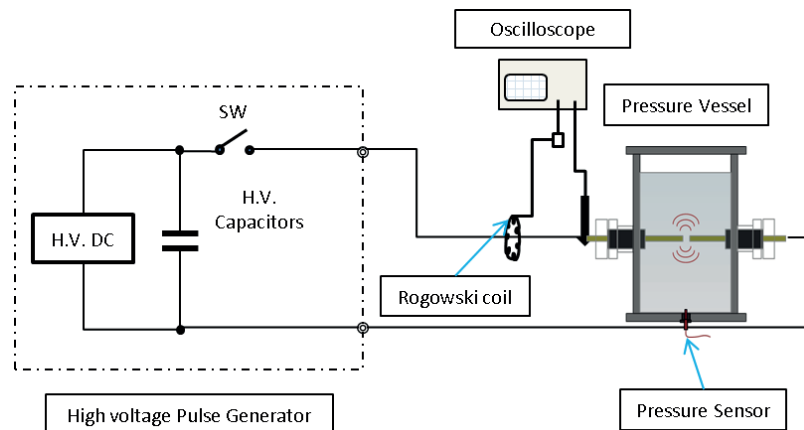 Oscilloscope
Pressure Vessel
SW
H.V.
Capacitors
H.V. DC
Rogowski coil
High voltage Pulse Generator
Pressure Sensor